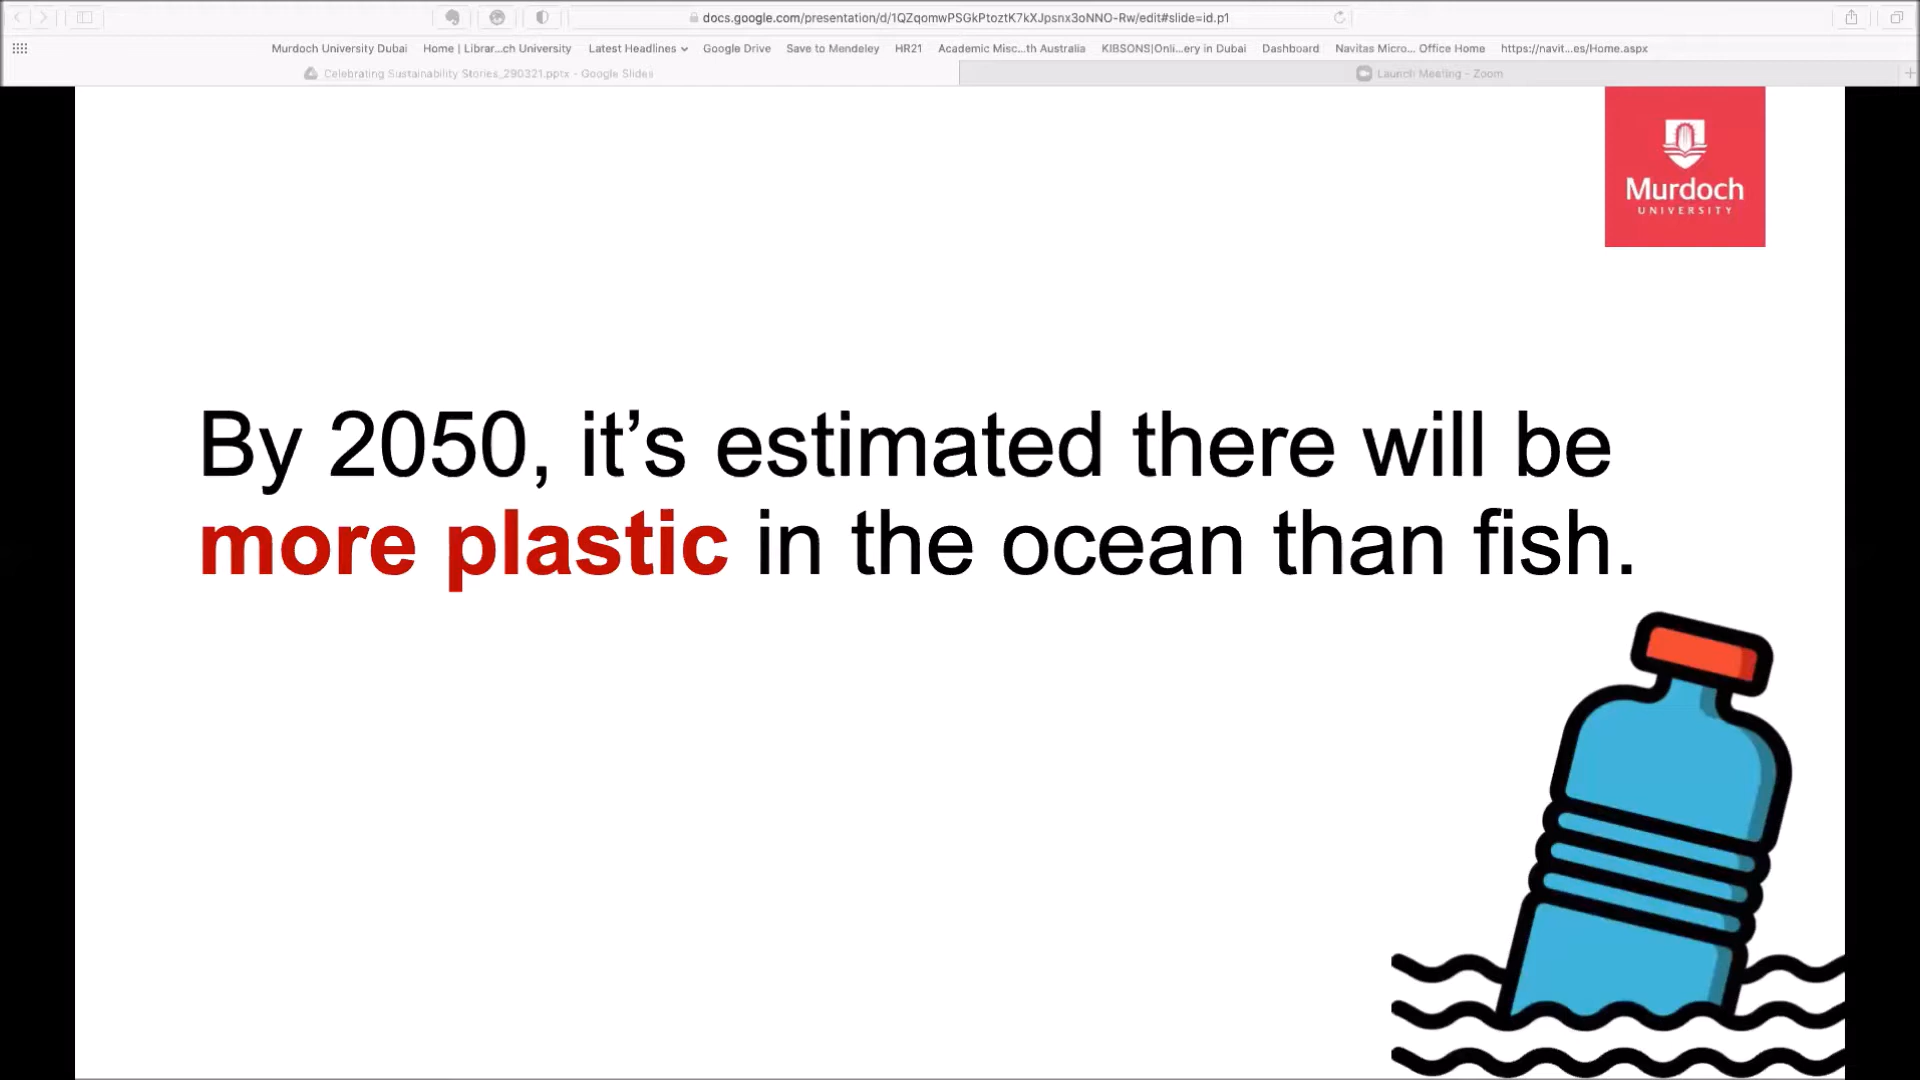 docs.google.com/presentation/d/1QZqomwPSGkPtoztK7kXJpsnx3oNNO-Rw/edit#slide=id.p1
Murdoch University Dubai Home | Librar...ch University Latest Headlines Google Drive Save to Mendeley HR21 Academic Misc...th Australia KIBSONS|Onli...ery in Dubai Dashboard Navitas Micro... Office Home https://navit...es/Home.aspx
Celebrating Sustainability Stories_290321.pptx - Google Slides Launch Meeting - Zoom
Murdoch
UNIVERSITY
By 2050, it’s estimated there will be
more plastic in the ocean than fish.